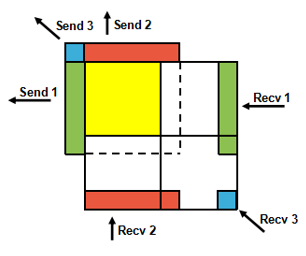 Send 3
Send 2
Send 1
Recv 1
Recv 2
Recv 3